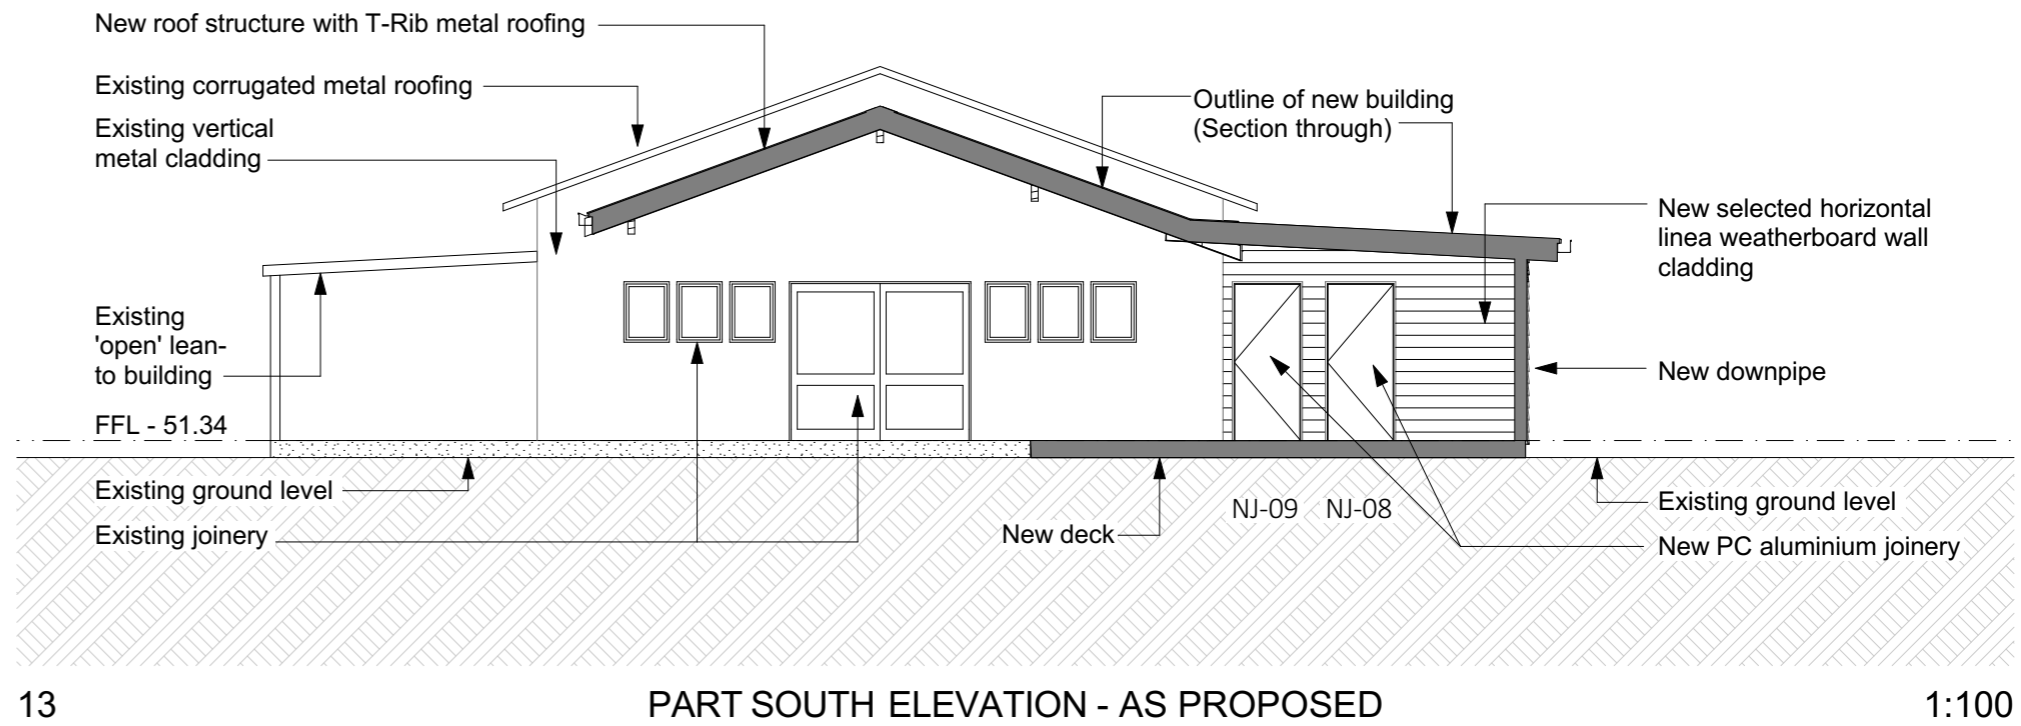 New roof structure with T-Rib metal roofing
Existing corrugated metal roofing
Existing vertical
metal cladding
Outline of new building
(Section through)
New selected horizontal
linea weatherboard wall
cladding
Existing
'open' lean-
to building
New downpipe
FFL - 51.34
Existing ground level
NJ-09 NJ-08
Existing ground level
Existing joinery
New deck
New PC aluminium joinery
13 PART SOUTH ELEVATION - AS PROPOSED 1:100